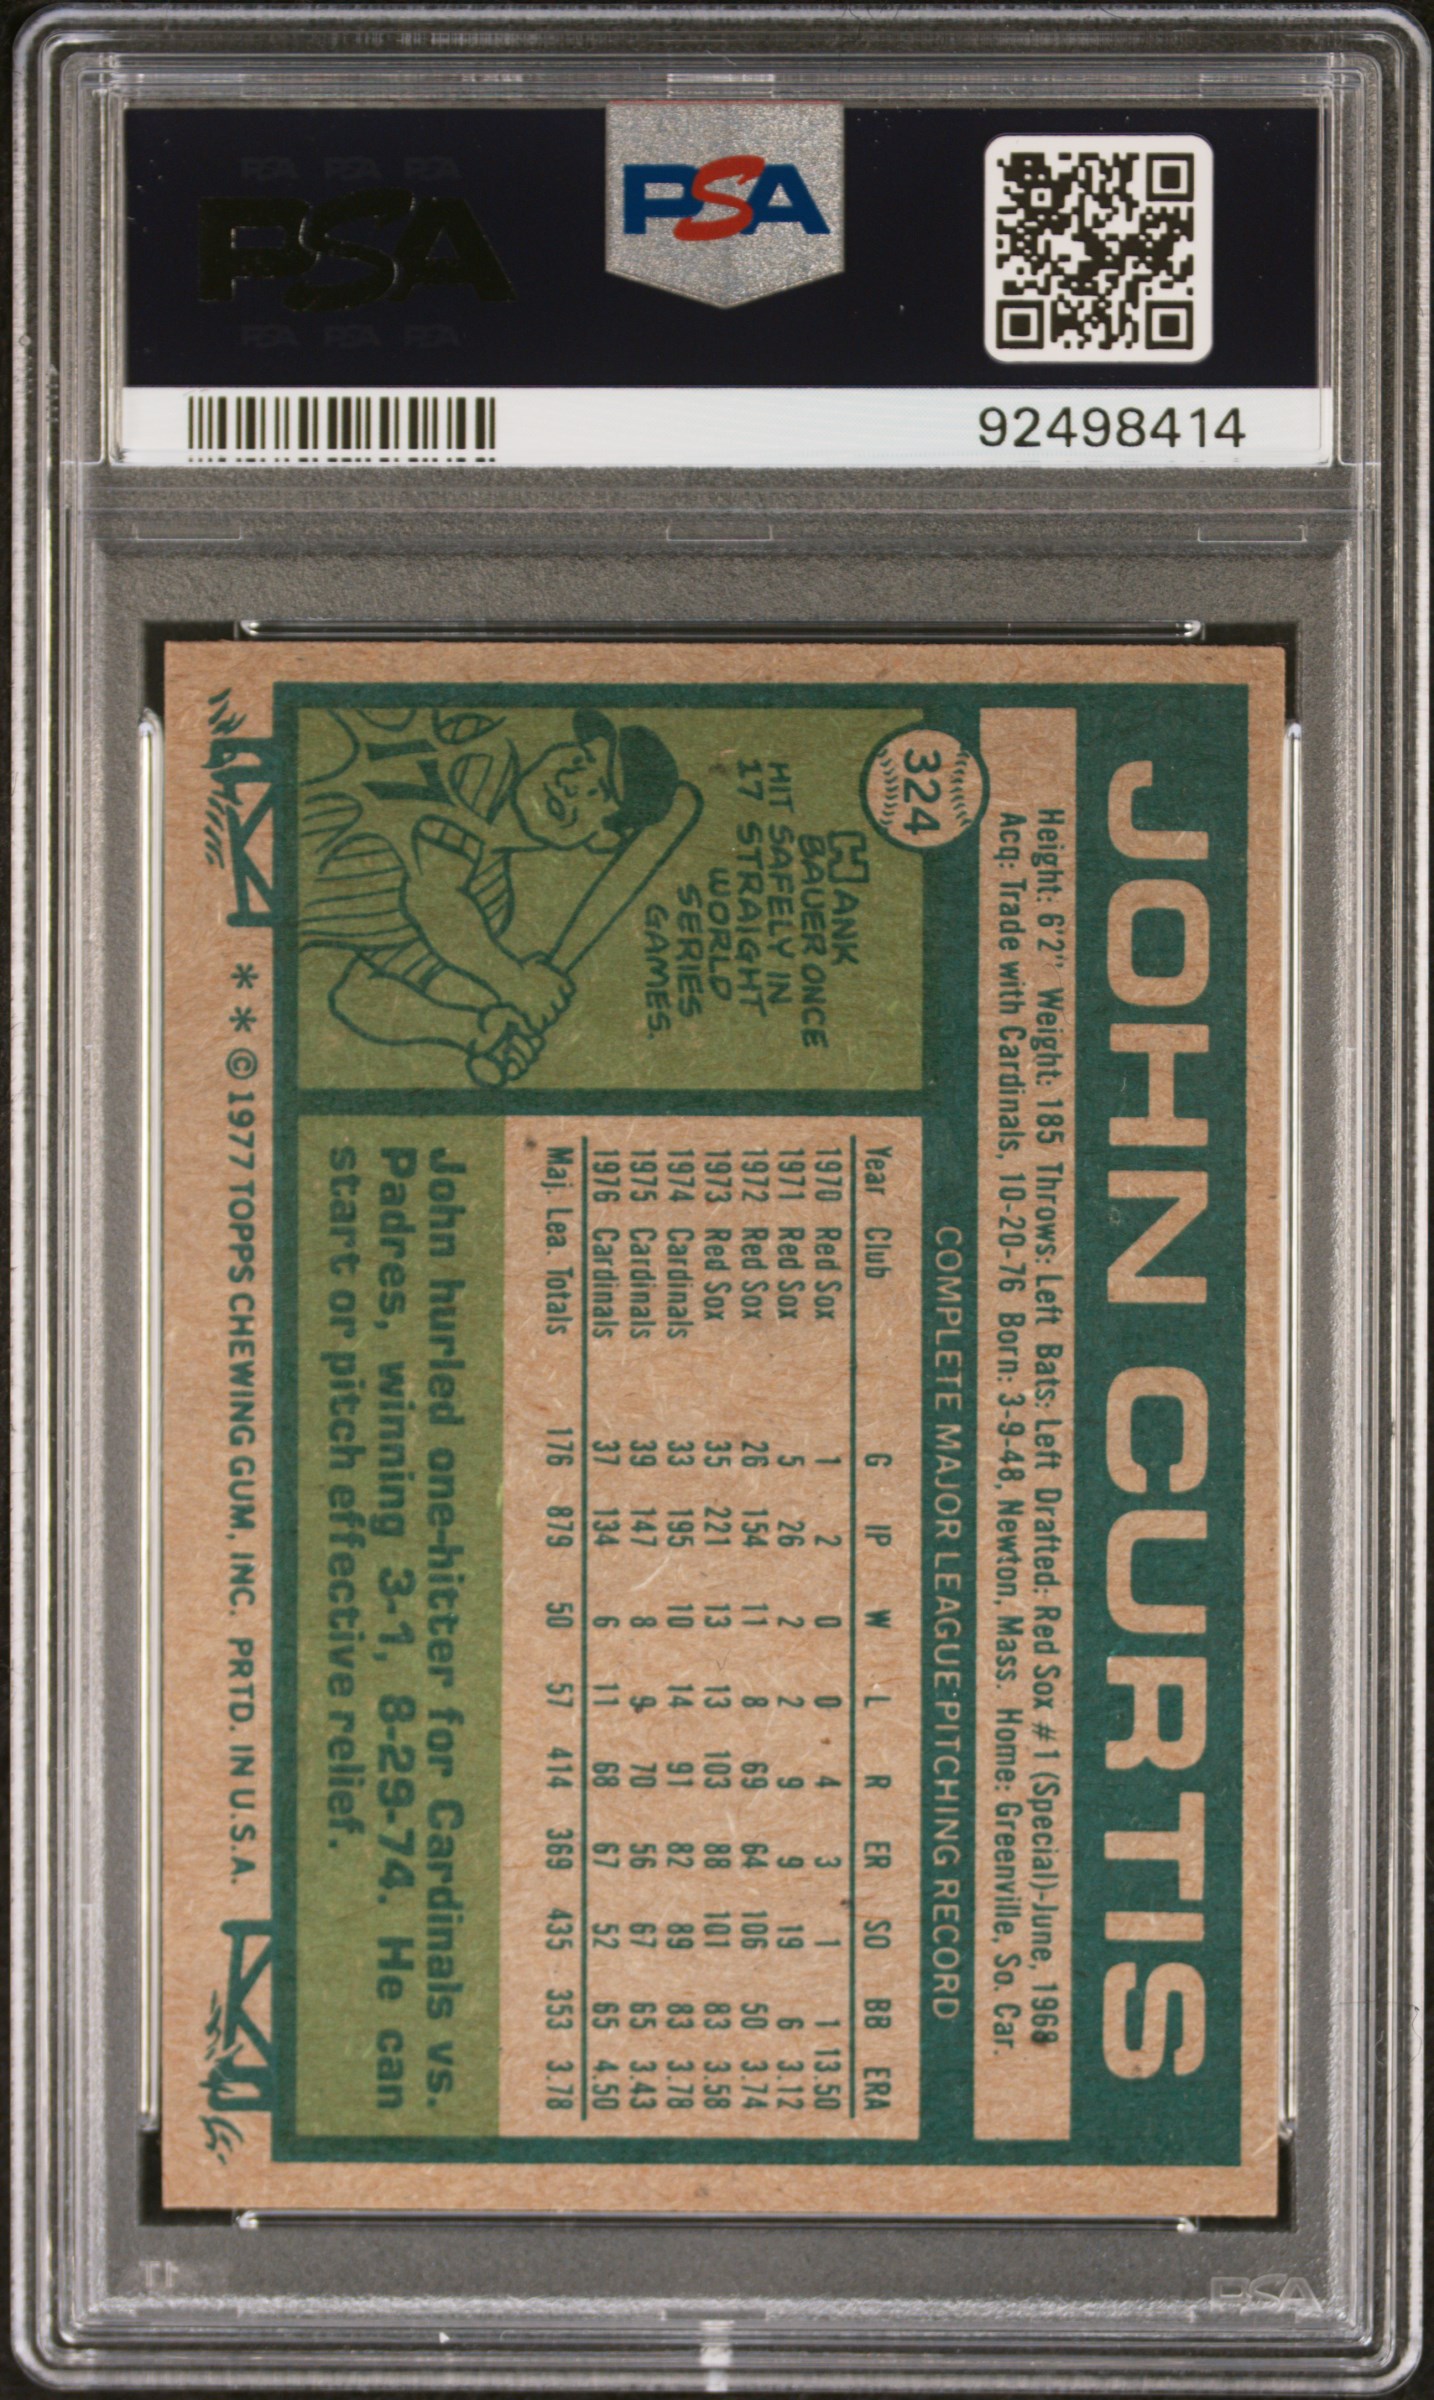 PSA PSA PSA
PSA
PSA PSA PSA
PSA
92498414
JOHN CURTIS
Height: 6'2" Weight: 185 Throws: Left Bats: Left Drafted: Red Sox #1 (Special)-June, 1968
Acq: Trade with Cardinals, 10-20-76 Born: 3-9-48, Newton, Mass. Home: Greenville, So. Car.
324
COMPLETE MAJOR LEAGUE PITCHING RECORD
HANK
BAUER ONCE
HIT SAFELY IN
17 STRAIGHT
WORLD
SERIES
GAMES.
17
Year Club G IP W L R ER SO BB ERA
1970 Red Sox 1 2 0 0 4 3 1 1 13.50
1971 Red Sox 5 26 2 2 9 9 19 6 3.12
1972 Red Sox 26 154 11 8 69 64 106 50 3.74
1973 Red Sox 35 221 13 13 103 88 101 83 3.58
1974 Cardinals 33 195 10 14 91 82 89 83 3.78
1975 Cardinals 39 147 8 9 70 56 67 65 3.43
1976 Cardinals 37 134 6 11 68 67 52 65 4.50
Maj. Lea. Totals 176 879 50 57 414 369 435 353 3.78
John hurled one-hitter for Cardinals vs.
Padres, winning 3-1, 8-29-74. He can
start or pitch effective relief.
* * © 1977 TOPPS CHEWING GUM, INC. PRTD. IN U.S.A.
PSA